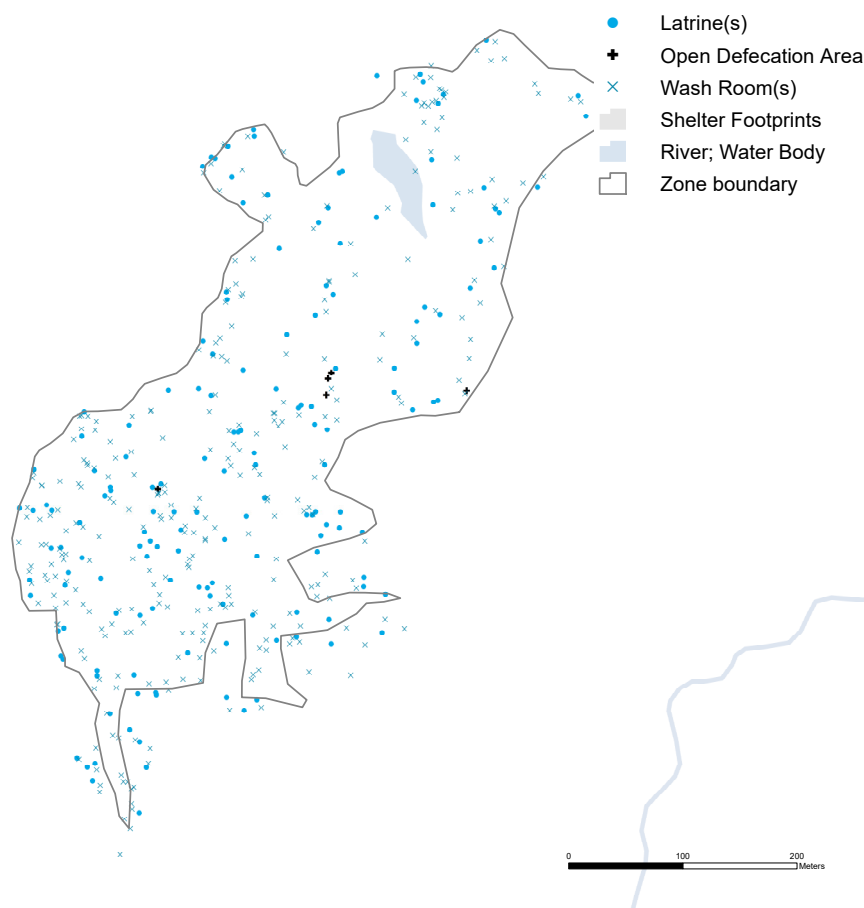 Latrine(s)
Open Defecation Area
Wash Room(s)
Shelter Footprints
River; Water Body
Zone boundary
0 100 200
Meters